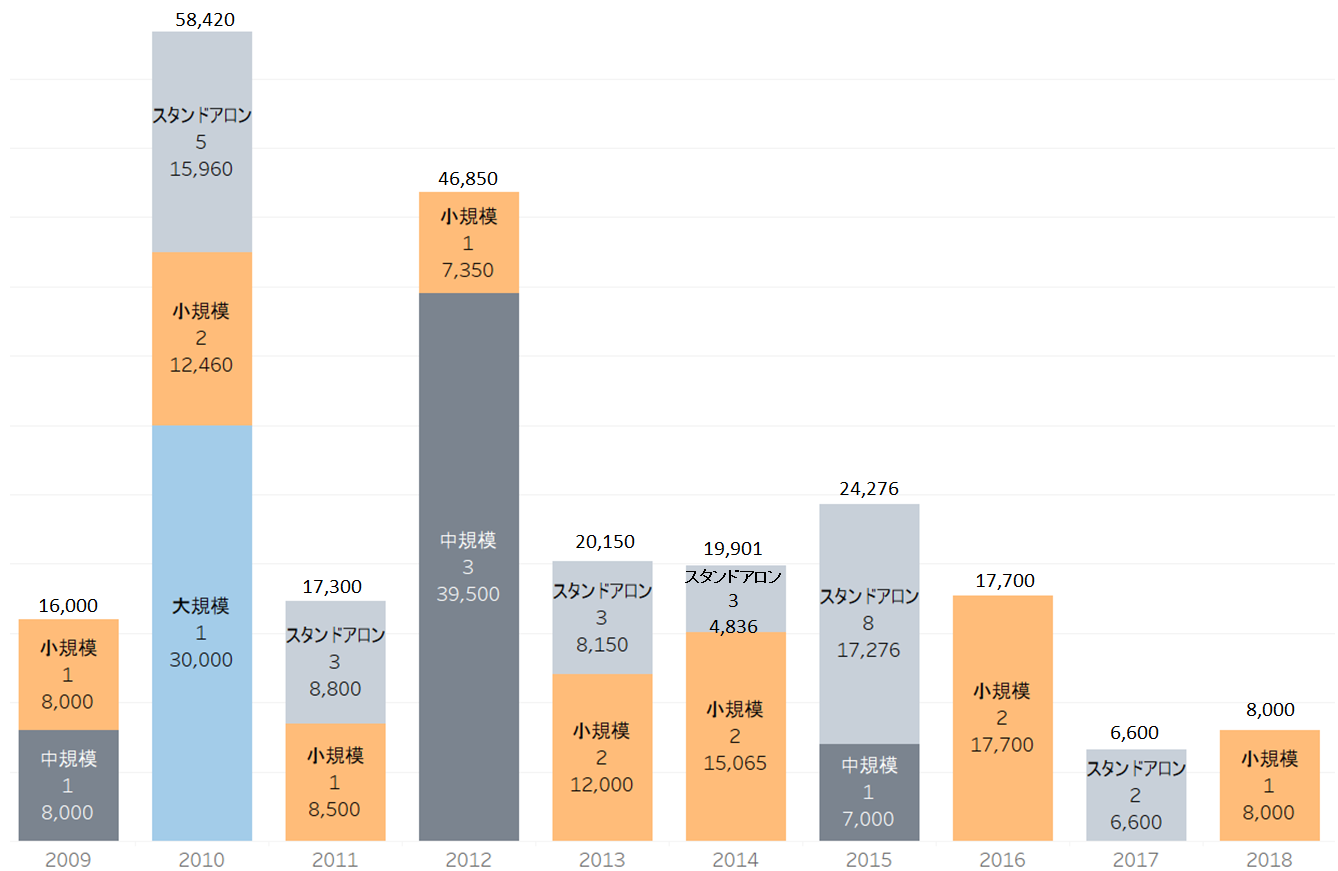 58,420
スタンドアロン
5
15,960
小規模
2
12,460
大規模
1
30,000
46,850
小規模
1
7,350
中規模
3
39,500
16,000
小規模
1
8,000
中規模
1
8,000
17,300
スタンドアロン
3
8,800
小規模
1
8,500
20,150
スタンドアロン
3
8,150
小規模
2
12,000
19,901
スタンドアロン
3
4,836
小規模
2
15,065
24,276
スタンドアロン
8
17,276
中規模
1
7,000
17,700
小規模
2
17,700
6,600
スタンドアロン
2
6,600
8,000
小規模
1
8,000
2009 2010 2011 2012 2013 2014 2015 2016 2017 2018